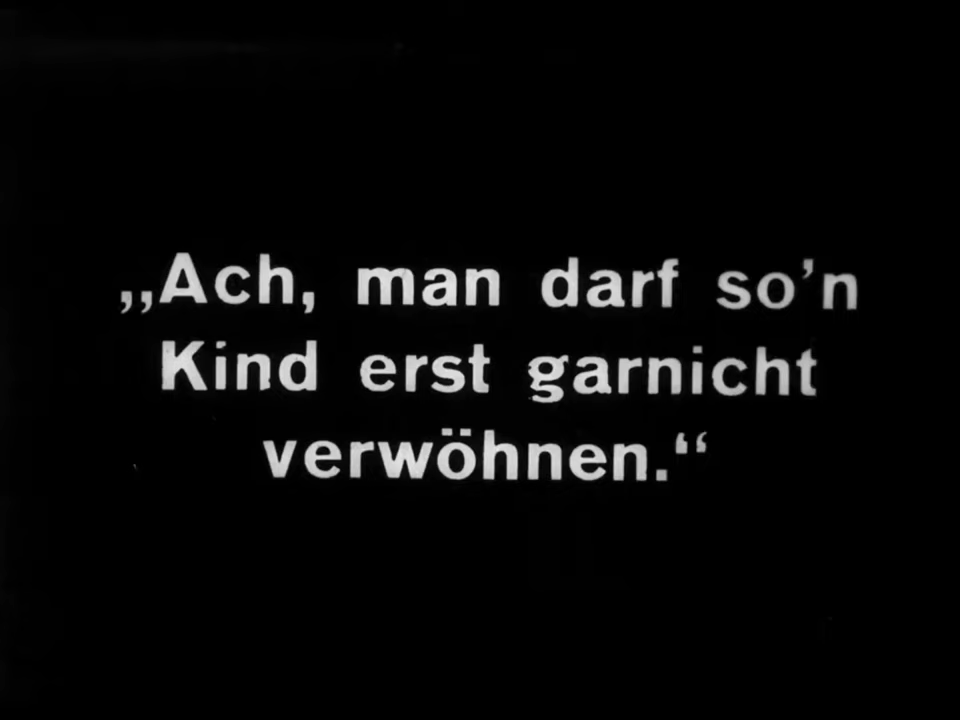 „Ach, man darf so’n
Kind erst garnicht
verwöhnen.“